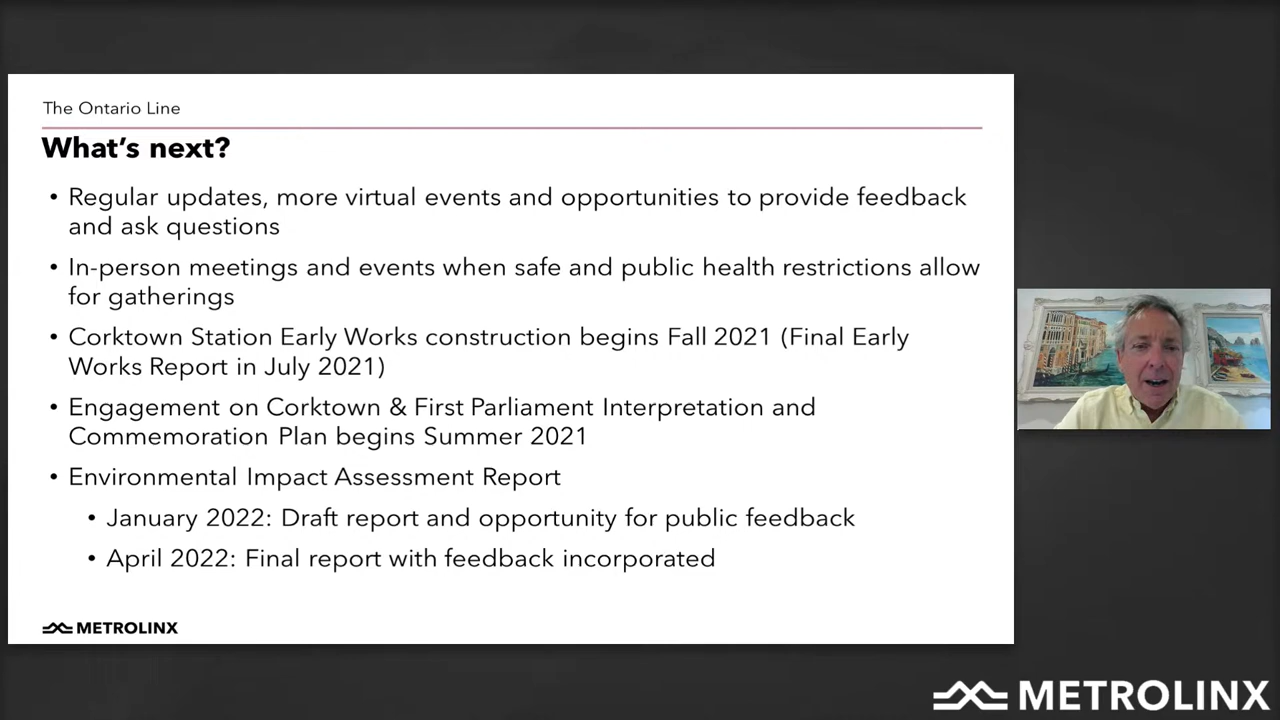 The Ontario Line
What's next?
• Regular updates, more virtual events and opportunities to provide feedback
and ask questions
• In-person meetings and events when safe and public health restrictions allow
for gatherings
• Corktown Station Early Works construction begins Fall 2021 (Final Early
Works Report in July 2021)
• Engagement on Corktown & First Parliament Interpretation and
Commemoration Plan begins Summer 2021
• Environmental Impact Assessment Report
• January 2022: Draft report and opportunity for public feedback
• April 2022: Final report with feedback incorporated
METROLINX
METROLINX